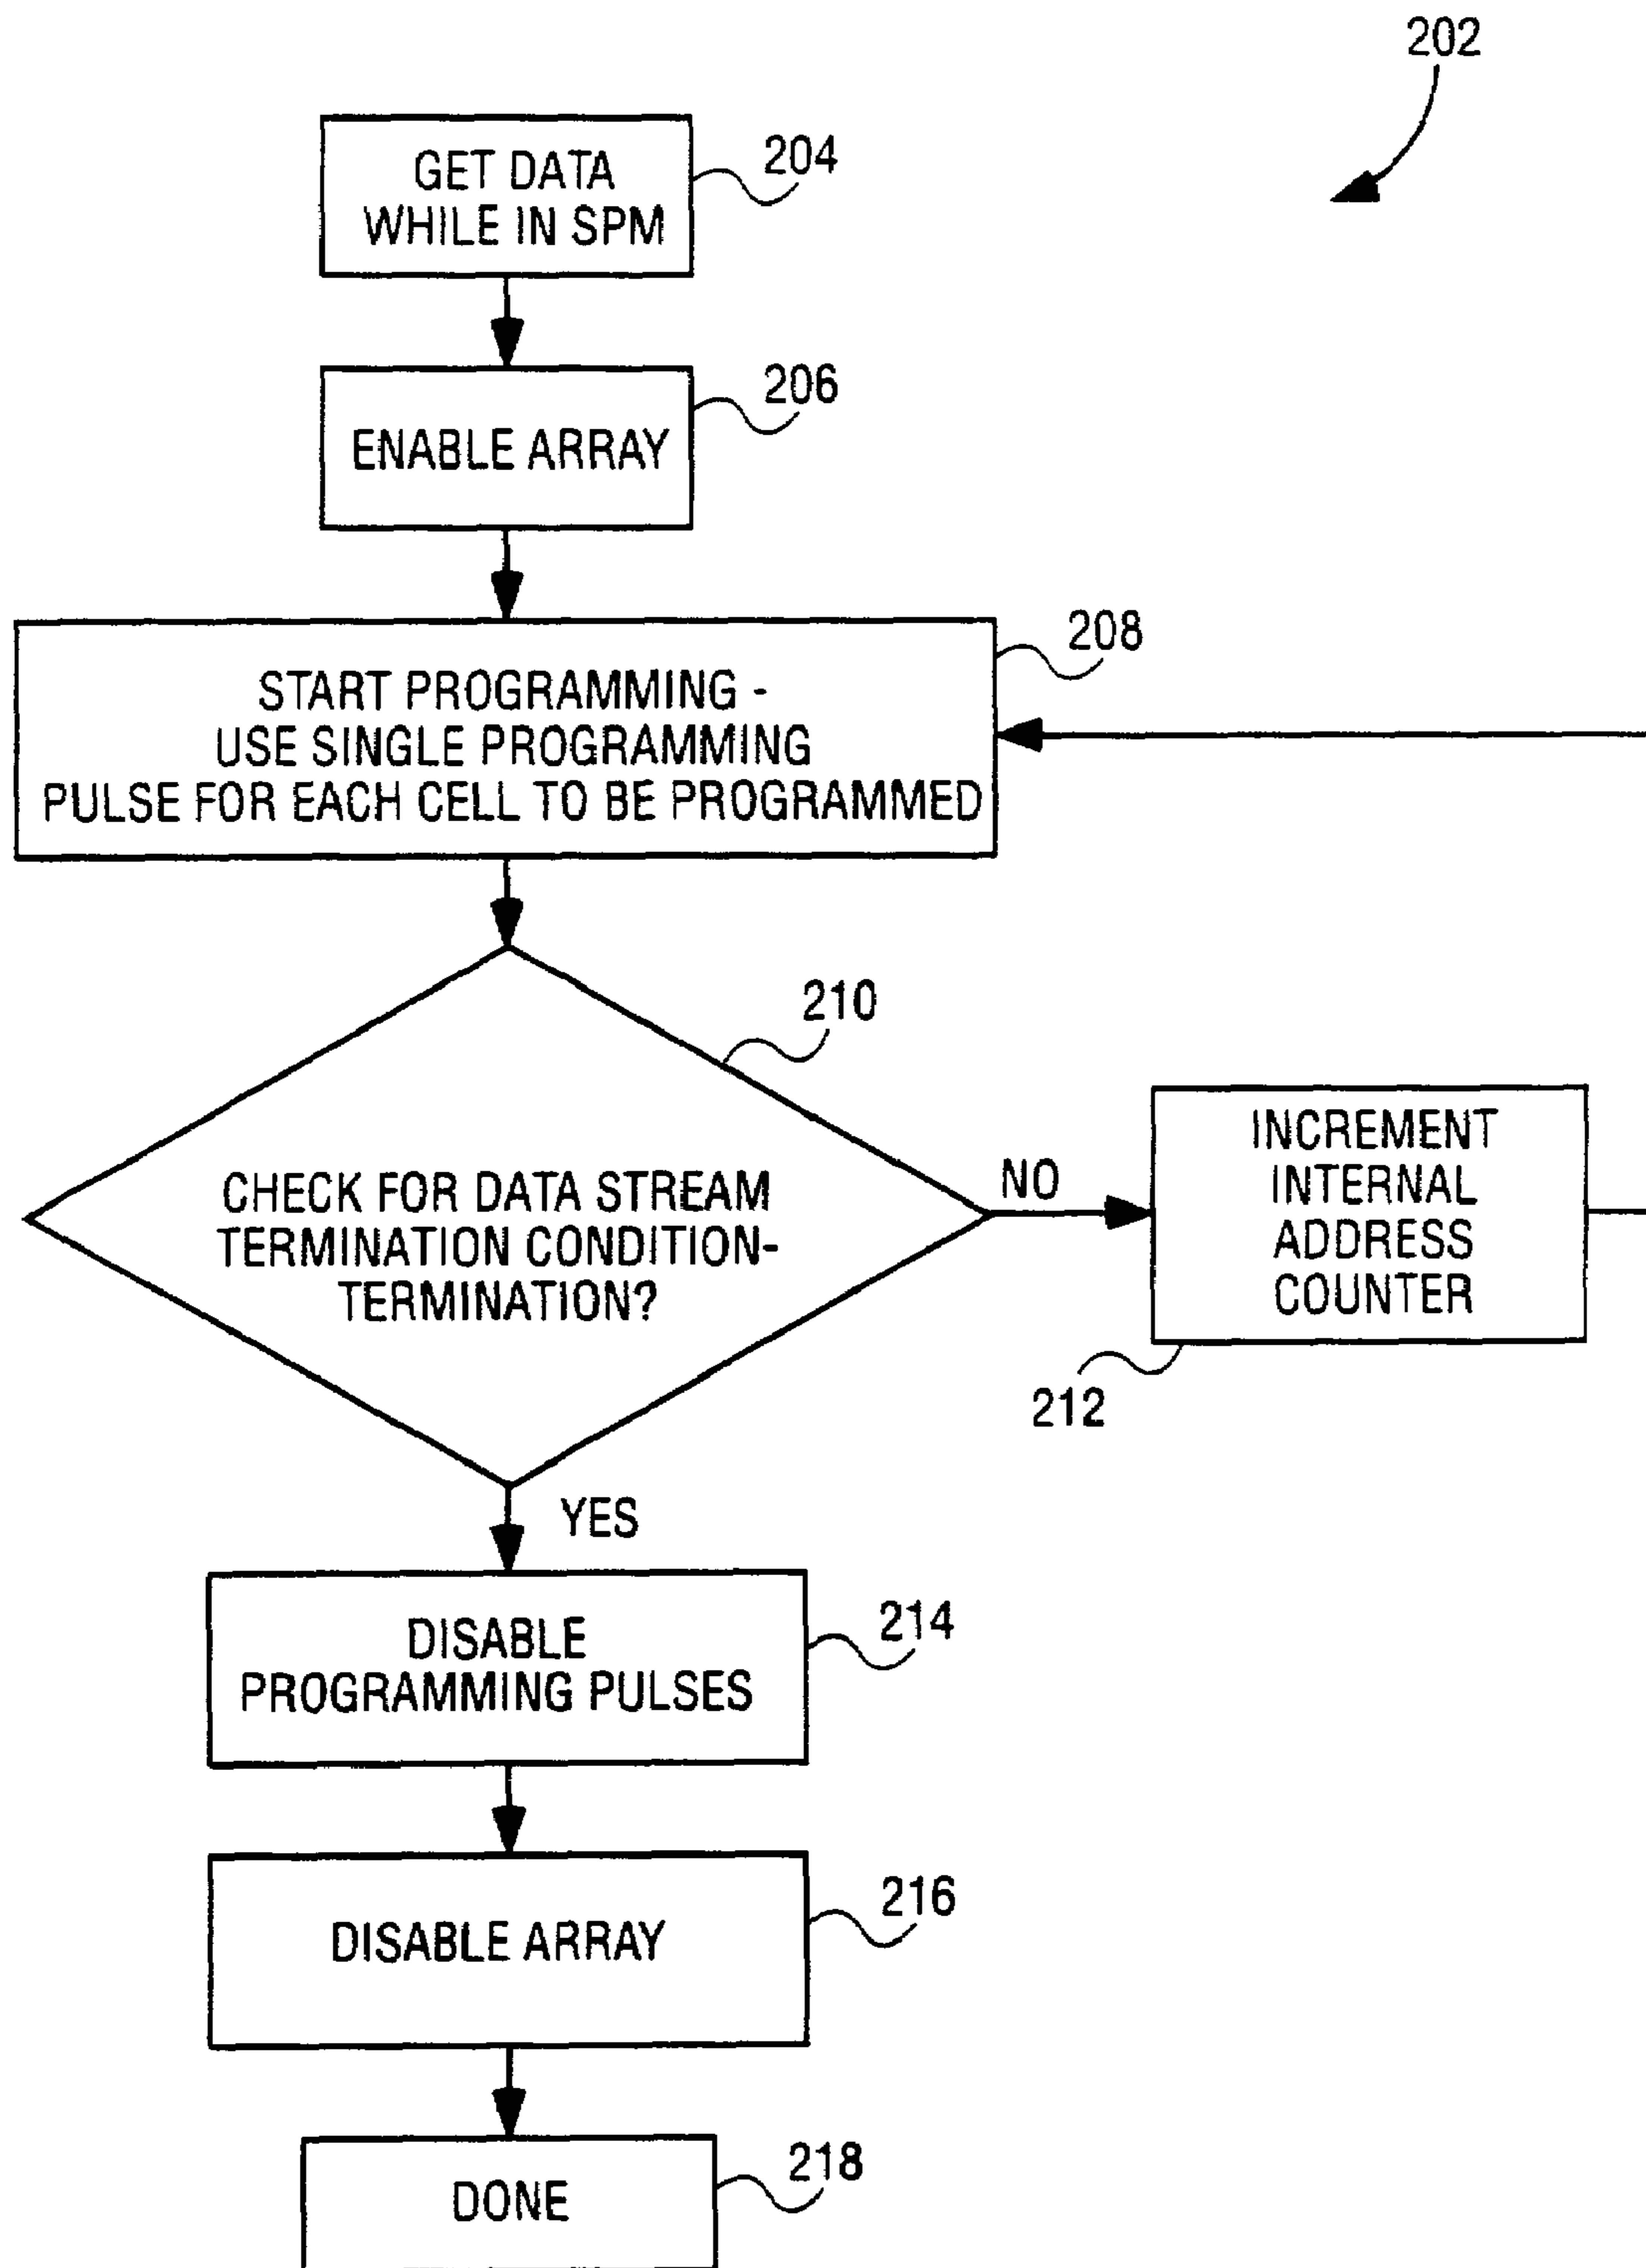 202
GET DATA
WHILE IN SPM
204
ENABLE ARRAY
206
START PROGRAMMING -
USE SINGLE PROGRAMMING
PULSE FOR EACH CELL TO BE PROGRAMMED
208
CHECK FOR DATA STREAM
TERMINATION CONDITION-
TERMINATION?
210
NO
INCREMENT
INTERNAL
ADDRESS
COUNTER
212
YES
DISABLE
PROGRAMMING PULSES
214
DISABLE ARRAY
216
DONE
218